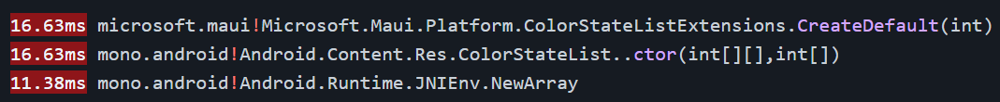 16.63ms microsoft.maui!Microsoft.Maui.Platform.ColorStateListExtensions.CreateDefault(int)
16.63ms mono.android!Android.Content.Res.ColorStateList..ctor(int[][],int[])
11.38ms mono.android!Android.Runtime.JNIEnv.NewArray